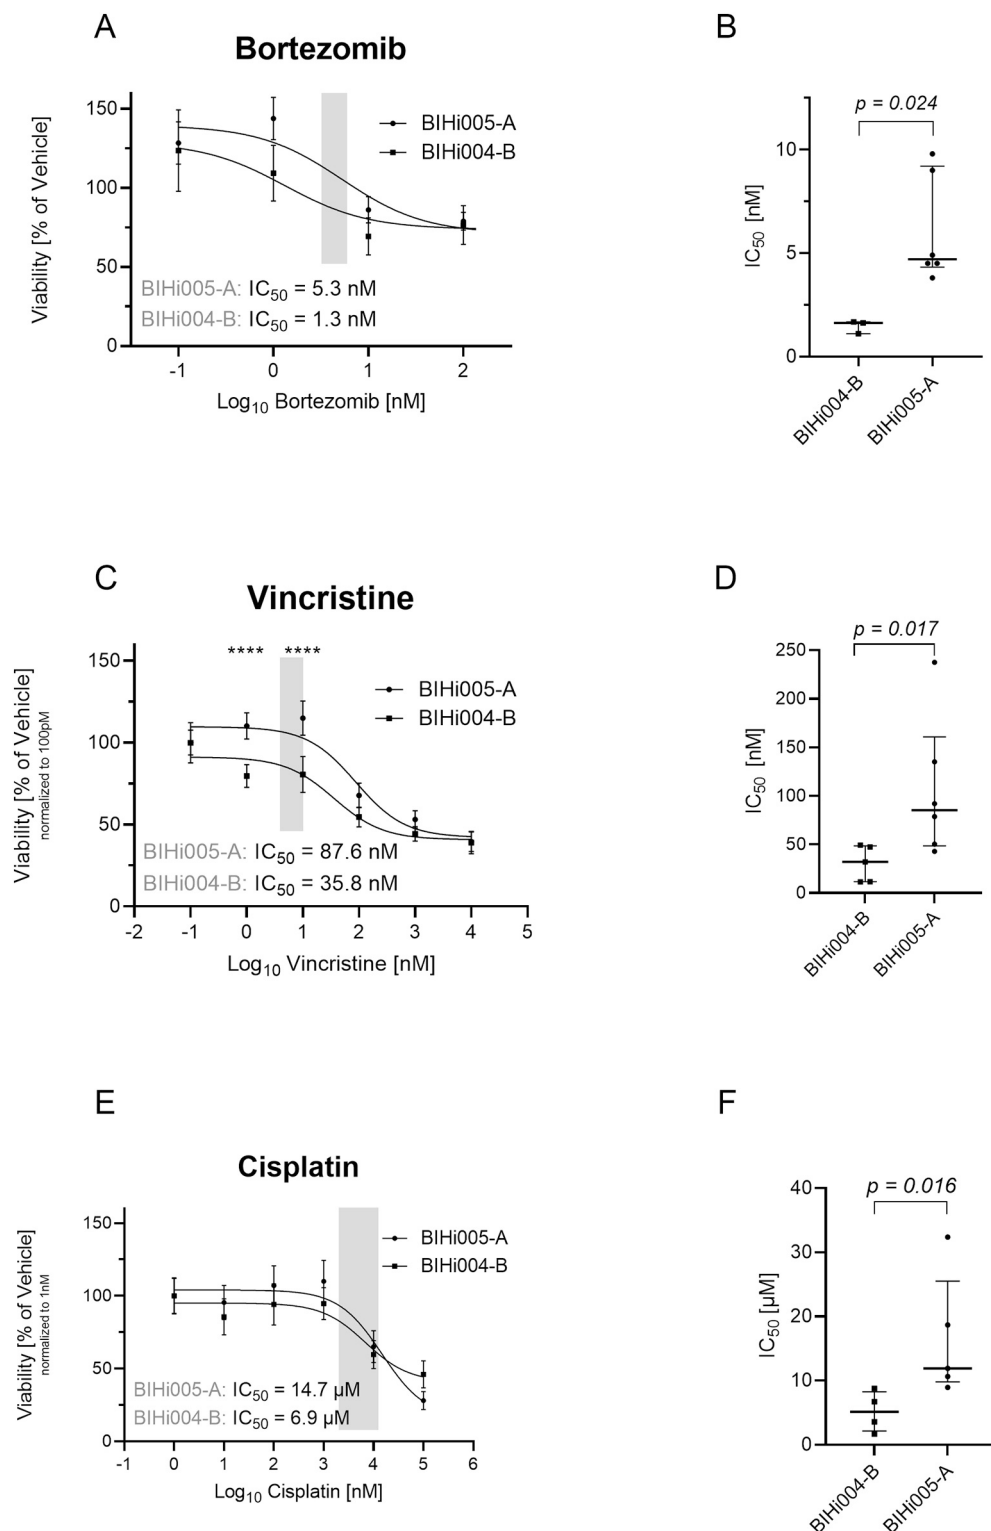 A
Bortezomib
150
100
50
0
Viability [% of Vehicle]
BIHi005-A
BIHi004-B
BIHi005-A: IC50 = 5.3 nM
BIHi004-B: IC50 = 1.3 nM
-1 0 1 2
Log10 Bortezomib [nM]
B
p = 0.024
10
5
0
IC50 [nM]
BIHi004-B
BIHi005-A
C
Vincristine
150
100
50
0
Viability [% of Vehicle]
normalized to 100pM
**** ****
BIHi005-A
BIHi004-B
BIHi005-A: IC50 = 87.6 nM
BIHi004-B: IC50 = 35.8 nM
-2 -1 0 1 2 3 4 5
Log10 Vincristine [nM]
D
p = 0.017
250
200
150
100
50
0
IC50 [nM]
BIHi004-B
BIHi005-A
E
Cisplatin
150
100
50
0
Viability [% of Vehicle]
normalized to 1nM
BIHi005-A
BIHi004-B
BIHi005-A: IC50 = 14.7 µM
BIHi004-B: IC50 = 6.9 µM
-1 0 1 2 3 4 5 6
Log10 Cisplatin [nM]
F
p = 0.016
40
30
20
10
0
IC50 [µM]
BIHi004-B
BIHi005-A